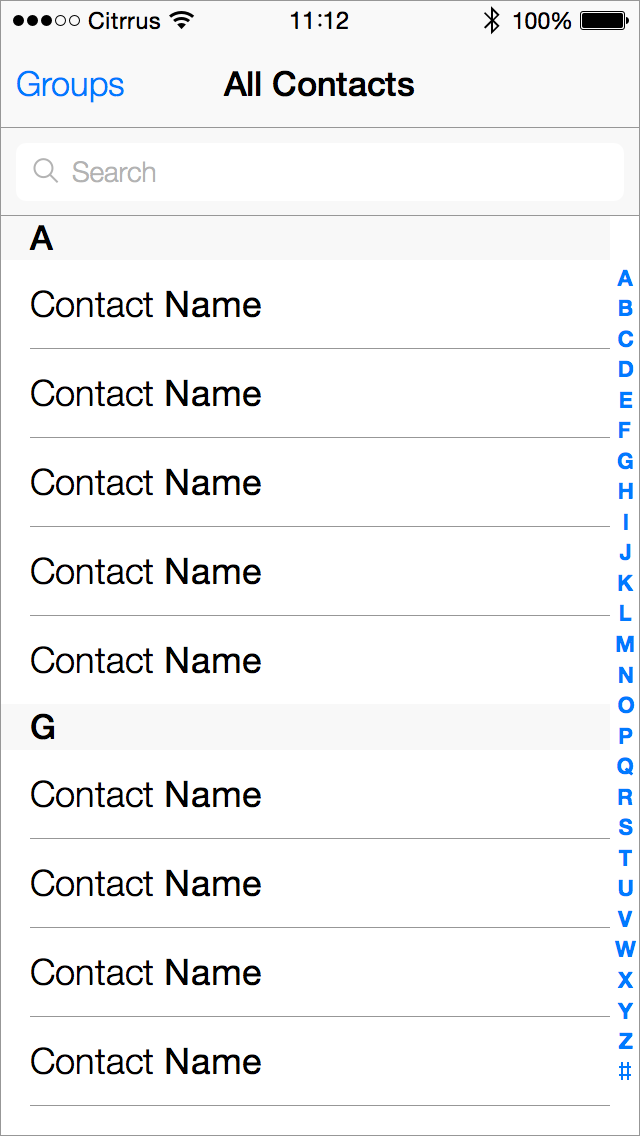 Citrrus 11:12 100%
Groups All Contacts
Search
A
Contact Name
Contact Name
Contact Name
Contact Name
Contact Name
G
Contact Name
Contact Name
Contact Name
Contact Name
A
B
C
D
E
F
G
H
I
J
K
L
M
N
O
P
Q
R
S
T
U
V
W
X
Y
Z
#